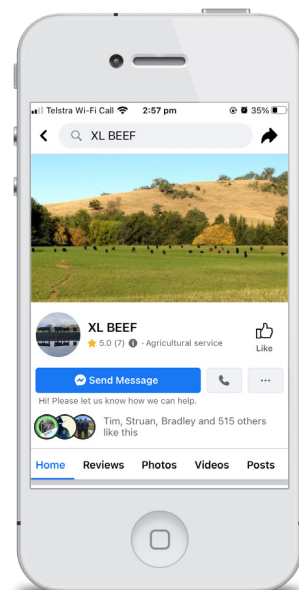 Telstra Wi-Fi Call 2:57 pm 35%
XL BEEF
XL BEEF
5.0 (7) · Agricultural service
Like
Send Message
...
Hi! Please let us know how we can help.
Tim, Struan, Bradley and 515 others
like this
Home Reviews Photos Videos Posts